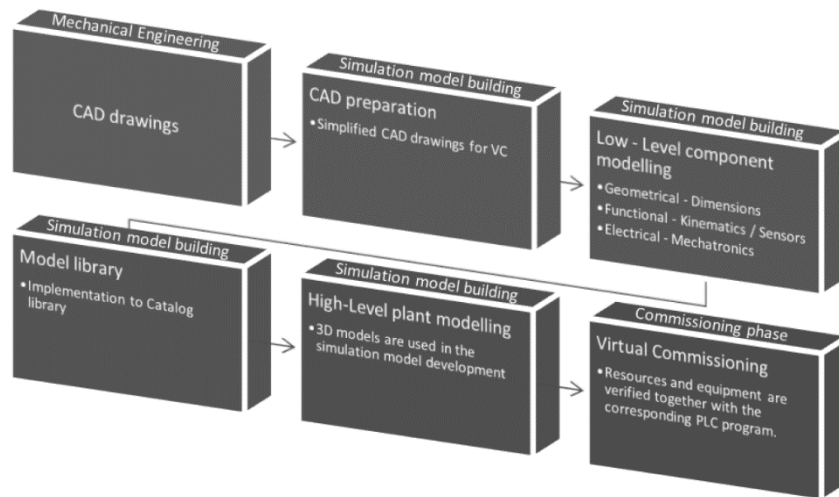 Mechanical Engineering
CAD drawings
Simulation model building
CAD preparation
• Simplified CAD drawings for VC
Simulation model building
Low - Level component
modelling
• Geometrical - Dimensions
• Functional - Kinematics / Sensors
• Electrical - Mechatronics
Simulation model building
Model library
• Implementation to Catalog
library
Simulation model building
High-Level plant modelling
• 3D models are used in the
simulation model development
Commissioning phase
Virtual Commissioning
• Resources and equipment are
verified together with the
corresponding PLC program.